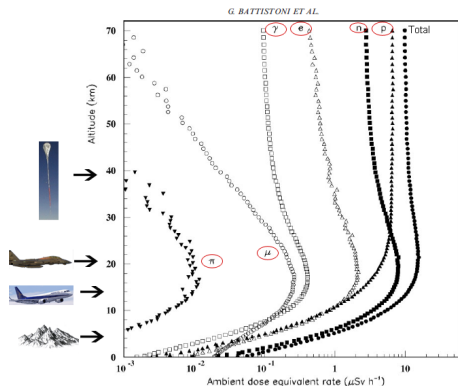 G. BATTISTONI ET AL.
γ e n p Total
Altitude (km)
70
60
50
40
30
20
10
0
π μ
10⁻³ 10⁻² 10⁻¹ 1 10
Ambient dose equivalent rate (μSv h⁻¹)